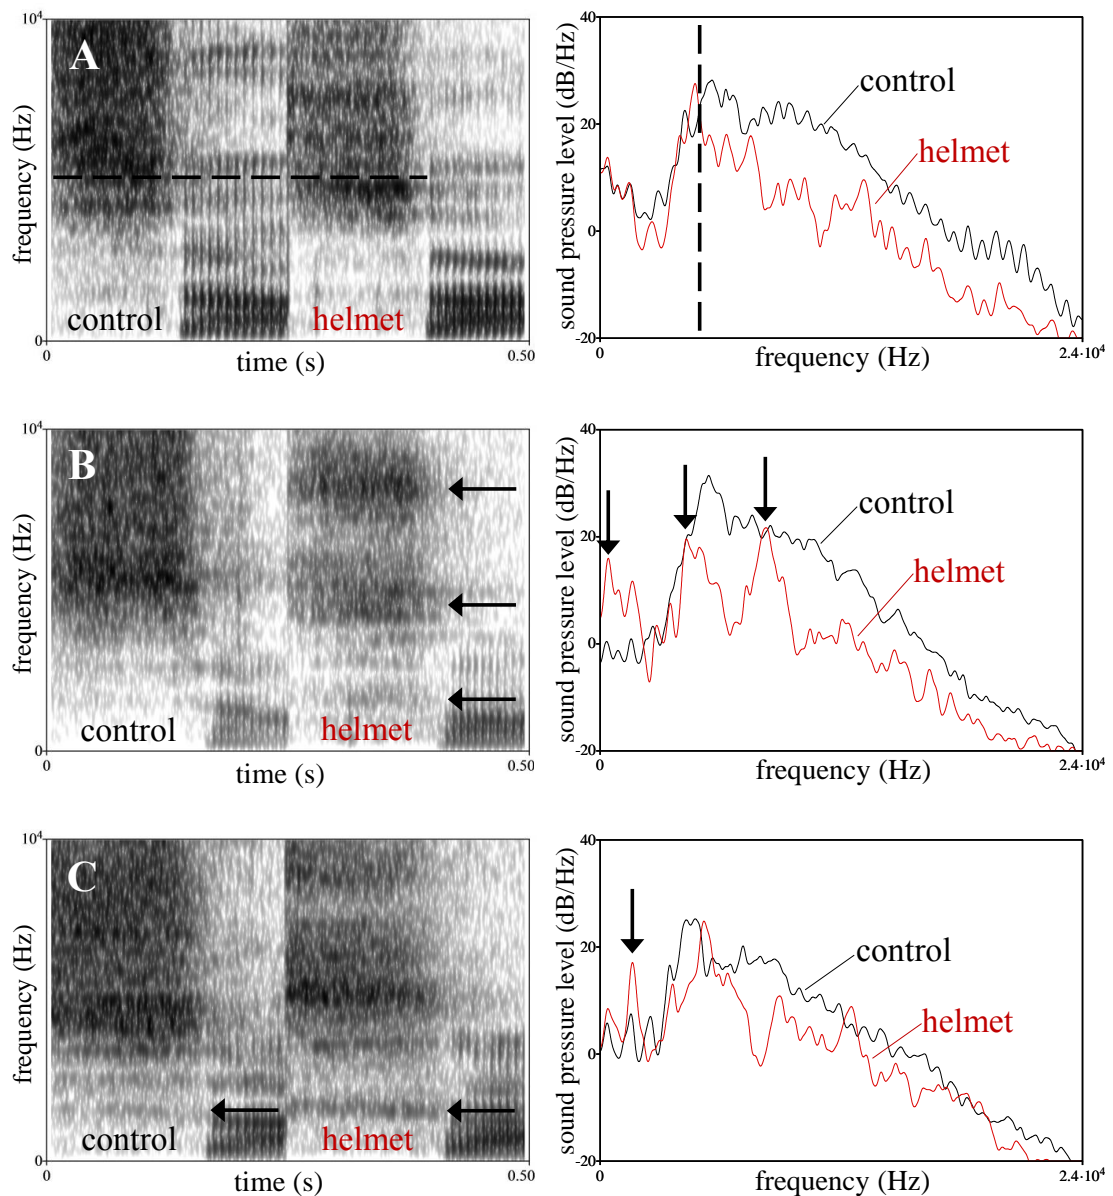 A
10⁴
frequency (Hz)
0
control
helmet
0
time (s)
0.50
40
20
0
-20
sound pressure level (dB/Hz)
control
helmet
0
frequency (Hz)
2.4·10⁴
B
10⁴
frequency (Hz)
0
control
helmet
0
time (s)
0.50
40
20
0
-20
sound pressure level (dB/Hz)
control
helmet
0
frequency (Hz)
2.4·10⁴
C
10⁴
frequency (Hz)
0
control
helmet
0
time (s)
0.50
40
20
0
-20
sound pressure level (dB/Hz)
control
helmet
0
frequency (Hz)
2.4·10⁴